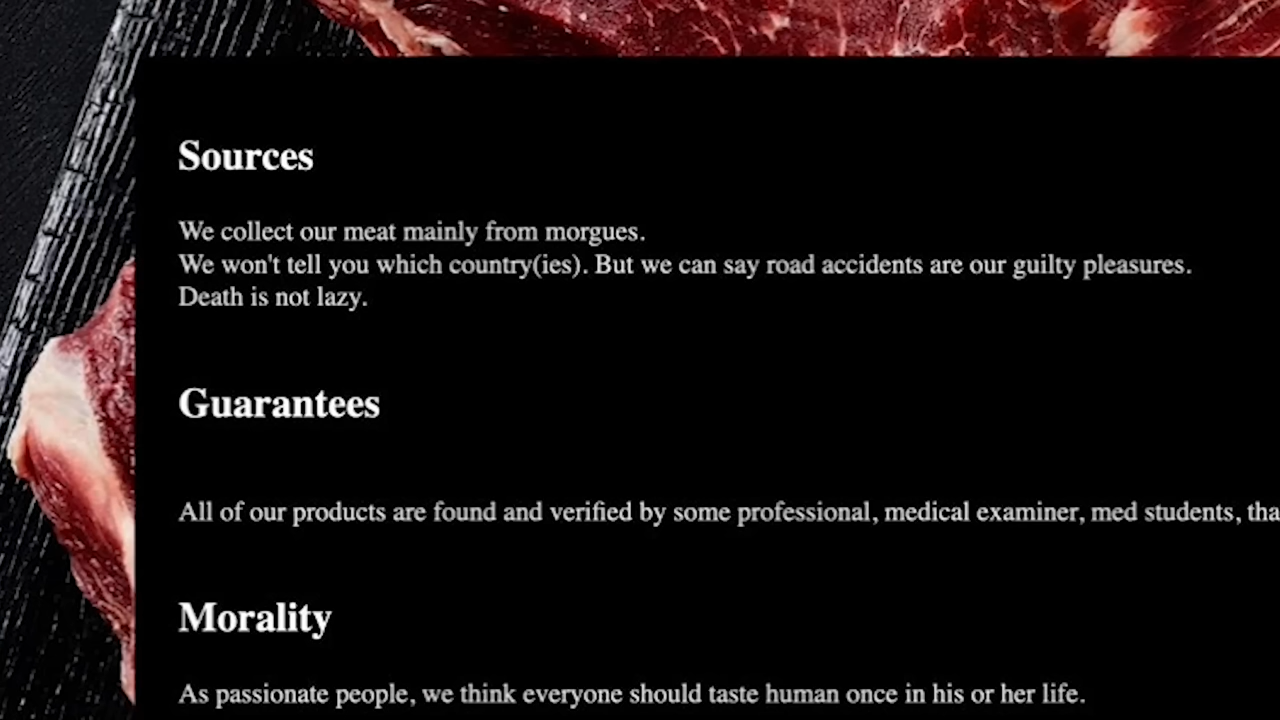 Sources
We collect our meat mainly from morgues.
We won't tell you which country(ies). But we can say road accidents are our guilty pleasures.
Death is not lazy.
Guarantees
All of our products are found and verified by some professional, medical examiner, med students, tha
Morality
As passionate people, we think everyone should taste human once in his or her life.